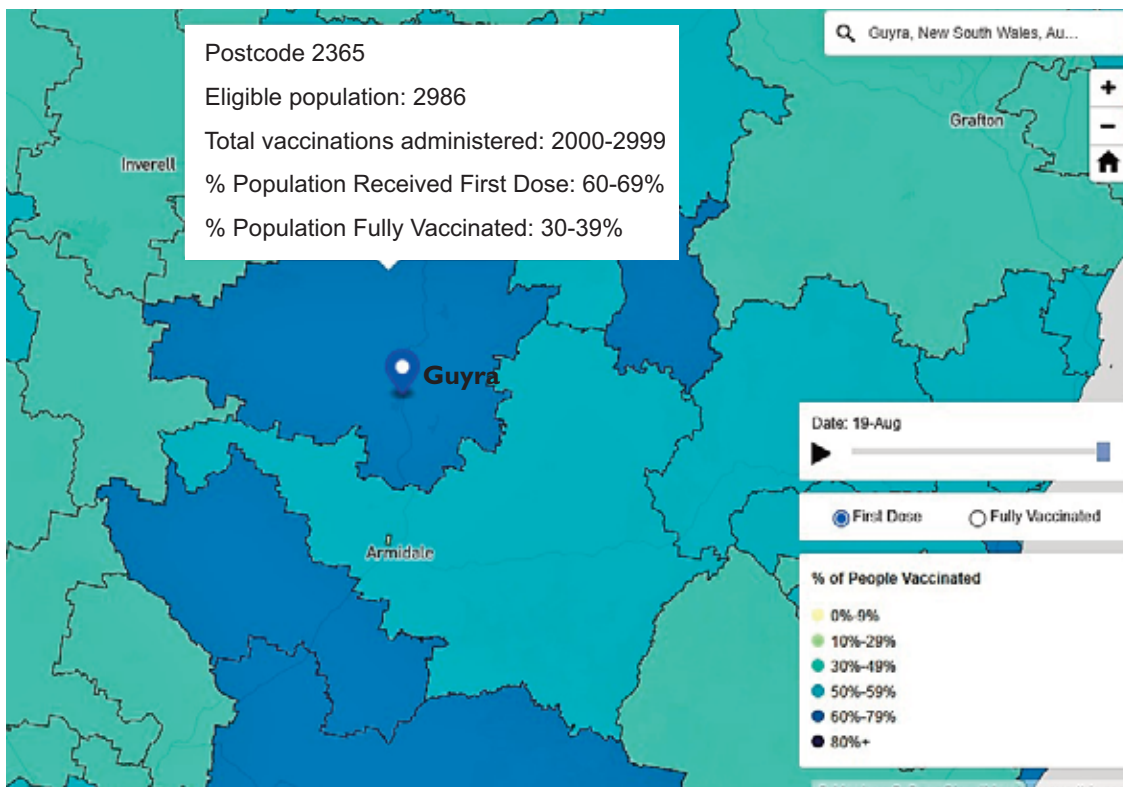 Postcode 2365
Eligible population: 2986
Total vaccinations administered: 2000-2999
% Population Received First Dose: 60-69%
% Population Fully Vaccinated: 30-39%
Guyra, New South Wales, Au...
+
−
Grafton
Inverell
Guyra
Armidale
Date: 19-Aug
First Dose
Fully Vaccinated
% of People Vaccinated
0%-9%
10%-29%
30%-49%
50%-59%
60%-79%
80%+